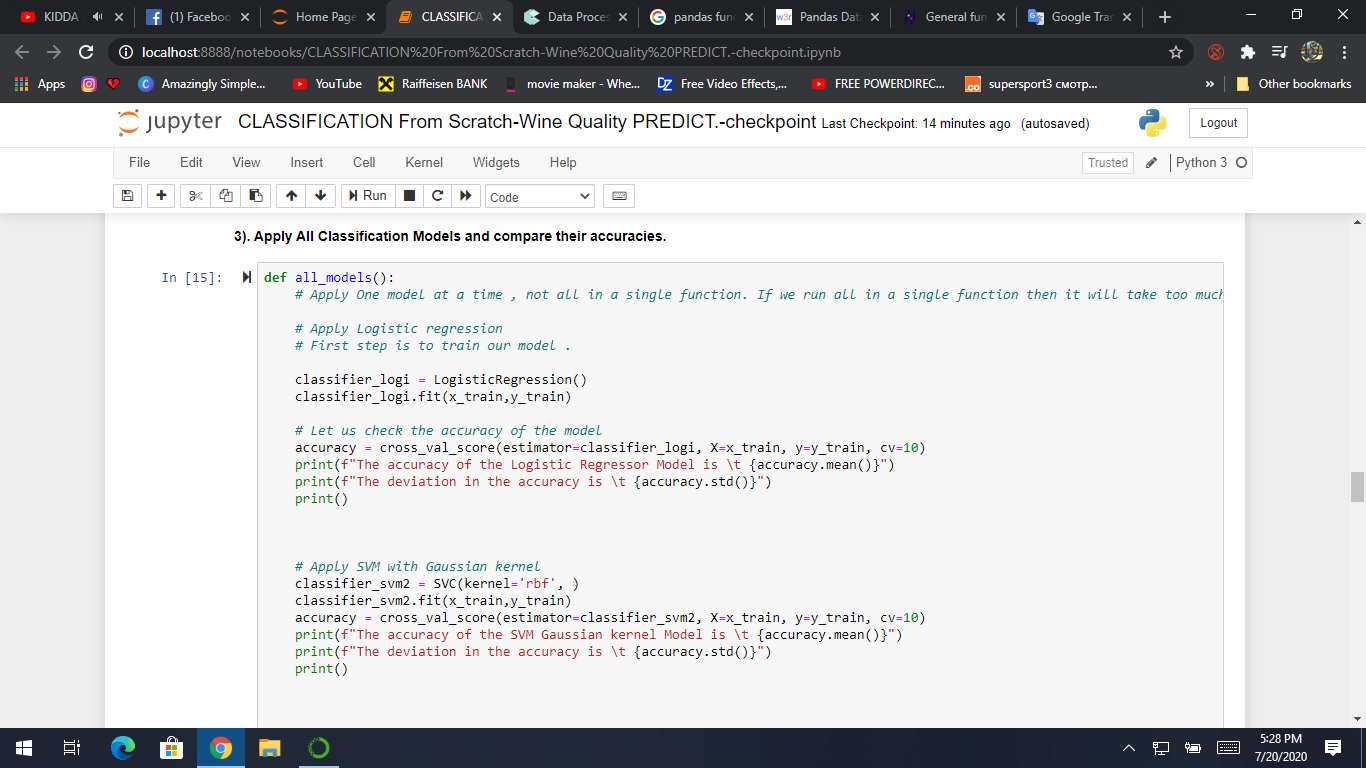 KIDDA
(1) Faceboo
Home Page
CLASSIFICA
Data Proces
pandas fun
Pandas Dat
General fun
Google Tran
localhost:8888/notebooks/CLASSIFICATION%20From%20Scratch-Wine%20Quality%20PREDICT.-checkpoint.ipynb
Apps
Amazingly Simple...
YouTube
Raiffeisen BANK
movie maker - Whe...
Free Video Effects,...
FREE POWERDIREC...
supersport3 смотр...
»
Other bookmarks
jupyter
CLASSIFICATION From Scratch-Wine Quality PREDICT.-checkpoint Last Checkpoint: 14 minutes ago (autosaved)
Logout
File
Edit
View
Insert
Cell
Kernel
Widgets
Help
Trusted
Python 3
Run
Code
3). Apply All Classification Models and compare their accuracies.
In [15]:
def all_models():
# Apply One model at a time , not all in a single function. If we run all in a single function then it will take too much
# Apply Logistic regression
# First step is to train our model .
classifier_logi = LogisticRegression()
classifier_logi.fit(x_train,y_train)
# Let us check the accuracy of the model
accuracy = cross_val_score(estimator=classifier_logi, X=x_train, y=y_train, cv=10)
print(f"The accuracy of the Logistic Regressor Model is \t {accuracy.mean()}")
print(f"The deviation in the accuracy is \t {accuracy.std()}")
print()
# Apply SVM with Gaussian kernel
classifier_svm2 = SVC(kernel='rbf', )
classifier_svm2.fit(x_train,y_train)
accuracy = cross_val_score(estimator=classifier_svm2, X=x_train, y=y_train, cv=10)
print(f"The accuracy of the SVM Gaussian kernel Model is \t {accuracy.mean()}")
print(f"The deviation in the accuracy is \t {accuracy.std()}")
print()
5:28 PM
7/20/2020